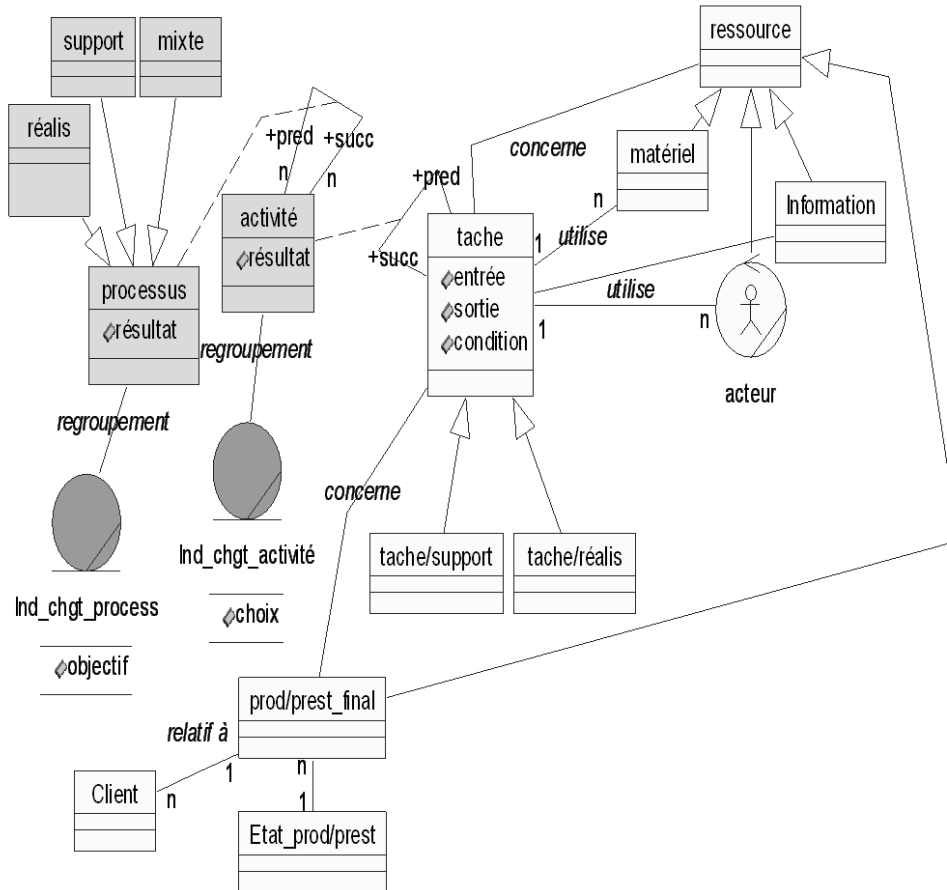 support
mixte
ressource
réalis
+pred
+succ
n
n
concerne
matériel
+pred
n
Information
activité
résultat
tache
1
utilise
+succ
entrée
sortie
condition
utilise
1
n
processus
résultat
regroupement
acteur
regroupement
concerne
Ind_chgt_activité
tache/support
tache/réalis
Ind_chgt_process
choix
objectif
prod/prest_final
relatif à
1
n
Client
n
1
Etat_prod/prest